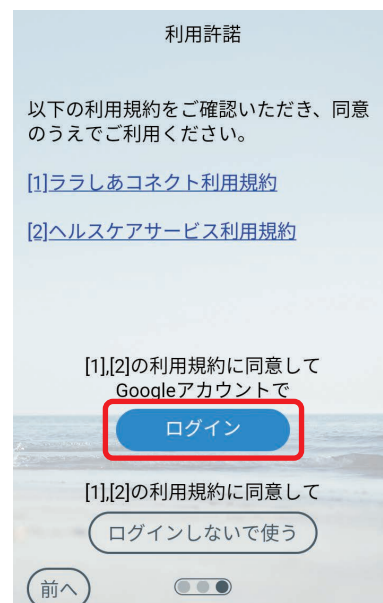 利用許諾
以下の利用規約をご確認いただき、同意
のうえでご利用ください。
[1]ララしあコネクト利用規約
[2]ヘルスケアサービス利用規約
[1],[2]の利用規約に同意して
Googleアカウントで
ログイン
[1],[2]の利用規約に同意して
ログインしないで使う
前へ